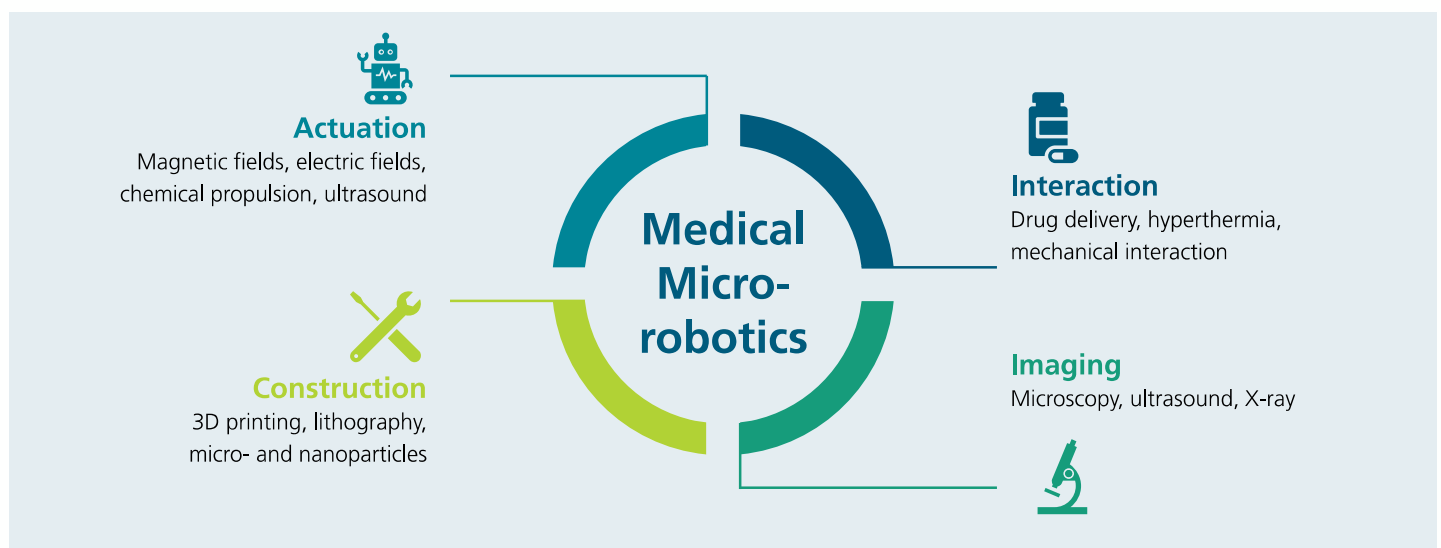 Actuation
Magnetic fields, electric fields,
chemical propulsion, ultrasound
Construction
3D printing, lithography,
micro- and nanoparticles
Medical
Micro-
robotics
Interaction
Drug delivery, hyperthermia,
mechanical interaction
Imaging
Microscopy, ultrasound, X-ray